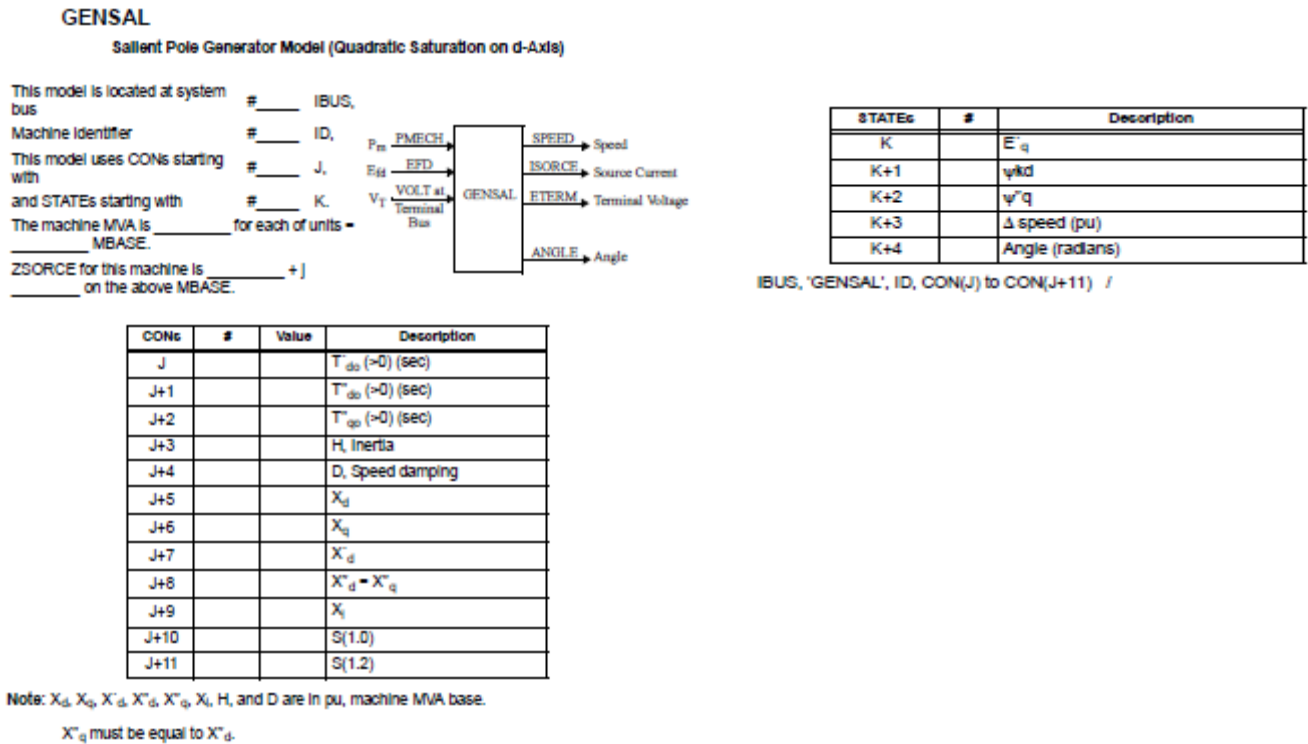 GENSAL
Salient Pole Generator Model (Quadratic Saturation on d-Axis)
This model is located at system
bus
#_____ IBUS,
Machine identifier #_____ ID,
This model uses CONs starting
with
#_____ J,
and STATEs starting with #_____ K.
The machine MVA is _________ for each of units =
_________ MBASE.
ZSORCE for this machine is _________ + j
________ on the above MBASE.
Pm PMECH
Efd EFD
VT VOLT at
Terminal
Bus
GENSAL
SPEED Speed
ISORCE Source Current
ETERM Terminal Voltage
ANGLE Angle
STATEs # Description
K E'q
K+1 ψkd
K+2 ψ"q
K+3 Δ speed (pu)
K+4 Angle (radians)
IBUS, 'GENSAL', ID, CON(J) to CON(J+11) /
CONs # Value Description
J T'do (>0) (sec)
J+1 T"do (>0) (sec)
J+2 T"qo (>0) (sec)
J+3 H, Inertia
J+4 D, Speed damping
J+5 Xd
J+6 Xq
J+7 X'd
J+8 X"d = X"q
J+9 Xl
J+10 S(1.0)
J+11 S(1.2)
Note: Xd, Xq, X'd, X"d, X"q, Xl, H, and D are in pu, machine MVA base.
X"q must be equal to X"d.